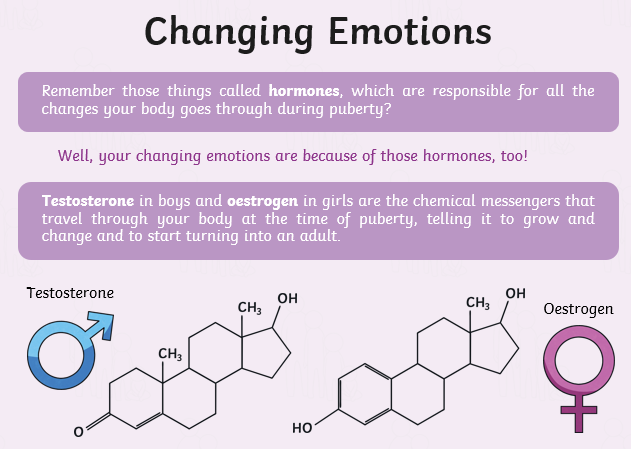 Changing Emotions
Remember those things called hormones, which are responsible for all the
changes your body goes through during puberty?
Well, your changing emotions are because of those hormones, too!
Testosterone in boys and oestrogen in girls are the chemical messengers that
travel through your body at the time of puberty, telling it to grow and
change and to start turning into an adult.
Testosterone
OH
CH₃
CH₃
O
OH
CH₃
HO
Oestrogen